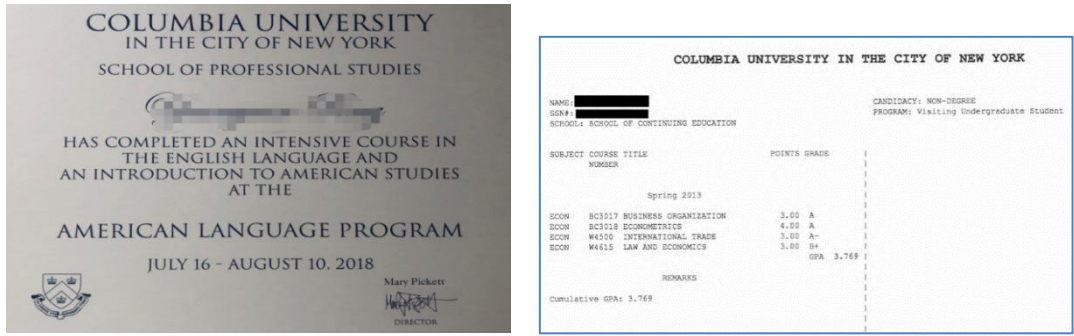 COLUMBIA UNIVERSITY
IN THE CITY OF NEW YORK
SCHOOL OF PROFESSIONAL STUDIES
HAS COMPLETED AN INTENSIVE COURSE IN
THE ENGLISH LANGUAGE AND
AN INTRODUCTION TO AMERICAN STUDIES
AT THE
AMERICAN LANGUAGE PROGRAM
JULY 16 - AUGUST 10, 2018
Mary Pickett
DIRECTOR
COLUMBIA UNIVERSITY IN THE CITY OF NEW YORK
NAME: CANDIDACY: NON-DEGREE
SSN#: PROGRAM: Visiting Undergraduate Student
SCHOOL: SCHOOL OF CONTINUING EDUCATION
SUBJECT COURSE TITLE POINTS GRADE
NUMBER
Spring 2013
ECON BC3017 BUSINESS ORGANIZATION 3.00 A
ECON BC3018 ECONOMETRICS 4.00 A
ECON W4500 INTERNATIONAL TRADE 3.00 A-
ECON W4615 LAW AND ECONOMICS 3.00 B+
GPA 3.769
REMARKS
Cumulative GPA: 3.769